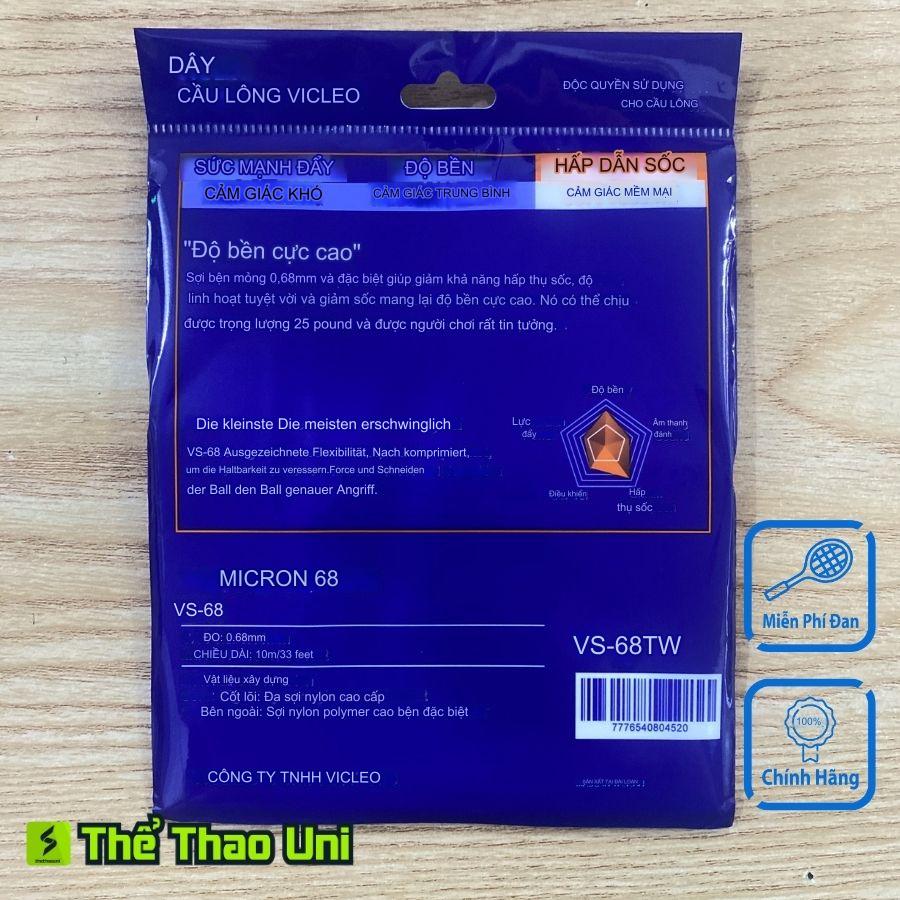 DÂY
CẦU LÔNG VICLEO
ĐỘC QUYỀN SỬ DỤNG
CHO CẦU LÔNG
SỨC MẠNH ĐẨY
ĐỘ BỀN
HẤP DẪN SỐC
CẢM GIÁC KHÓ
CẢM GIÁC TRUNG BÌNH
CẢM GIÁC MỀM MẠI
"Độ bền cực cao"
Sợi bện mỏng 0,68mm và đặc biệt giúp giảm khả năng hấp thụ sốc, độ
linh hoạt tuyệt vời và giảm sốc mang lại độ bền cực cao. Nó có thể chịu
được trọng lượng 25 pound và được người chơi rất tin tưởng.
Độ bền
Lực
đẩy
Âm thanh
đánh
Điều khiển
Hấp
thụ sốc
Die kleinste Die meisten erschwinglich
VS-68 Ausgezeichnete Flexibilität, Nach komprimiert,
um die Haltbarkeit zu veressern.Force und Schneiden
der Ball den Ball genauer Angriff.
MICRON 68
VS-68
ĐO: 0.68mm
CHIỀU DÀI: 10m/33 feet
VS-68TW
Vật liệu xây dựng
Cốt lõi: Đa sợi nylon cao cấp
Bên ngoài: Sợi nylon polymer cao bện đặc biệt
7776540804520
CÔNG TY TNHH VICLEO
SẢN XẤT TẠI ĐÀI LOAN
Miễn Phí Đan
100%
Chính Hãng
thethaouni
Thể Thao Uni